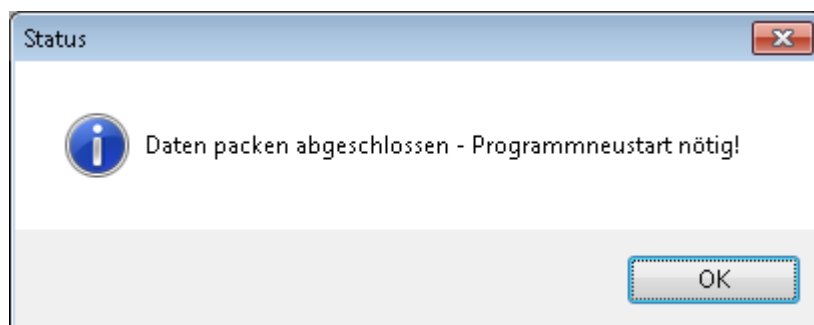 Status
Daten packen abgeschlossen - Programmneustart nötig!
OK